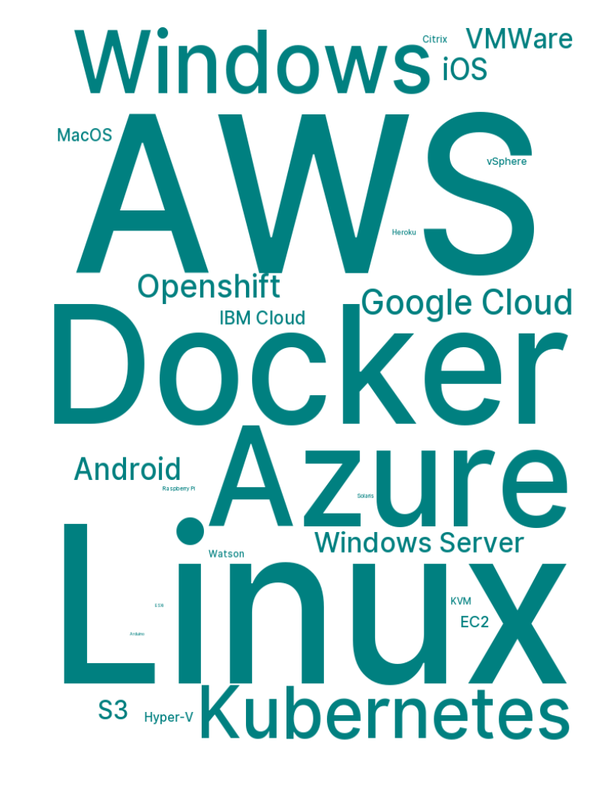 Windows
Citrix
VMWare
iOS
MacOS
AWS
vSphere
Heroku
Openshift
Google Cloud
IBM Cloud
Docker
Azure
Android
Raspberry Pi
Solaris
Windows Server
Watson
Linux
KVM
Arduino
EC2
S3
Hyper-V
Kubernetes